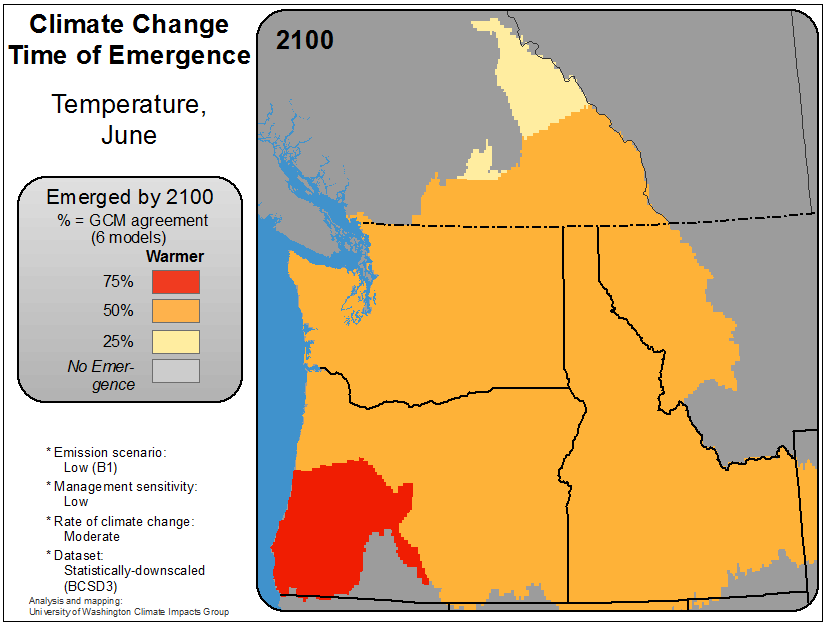 Climate Change
Time of Emergence
Temperature,
June
2100
Emerged by 2100
% = GCM agreement
(6 models)
Warmer
75%
50%
25%
No Emer-
gence
* Emission scenario:
Low (B1)
* Management sensitivity:
Low
* Rate of climate change:
Moderate
* Dataset:
Statistically-downscaled
(BCSD3)
Analysis and mapping:
University of Washington Climate Impacts Group